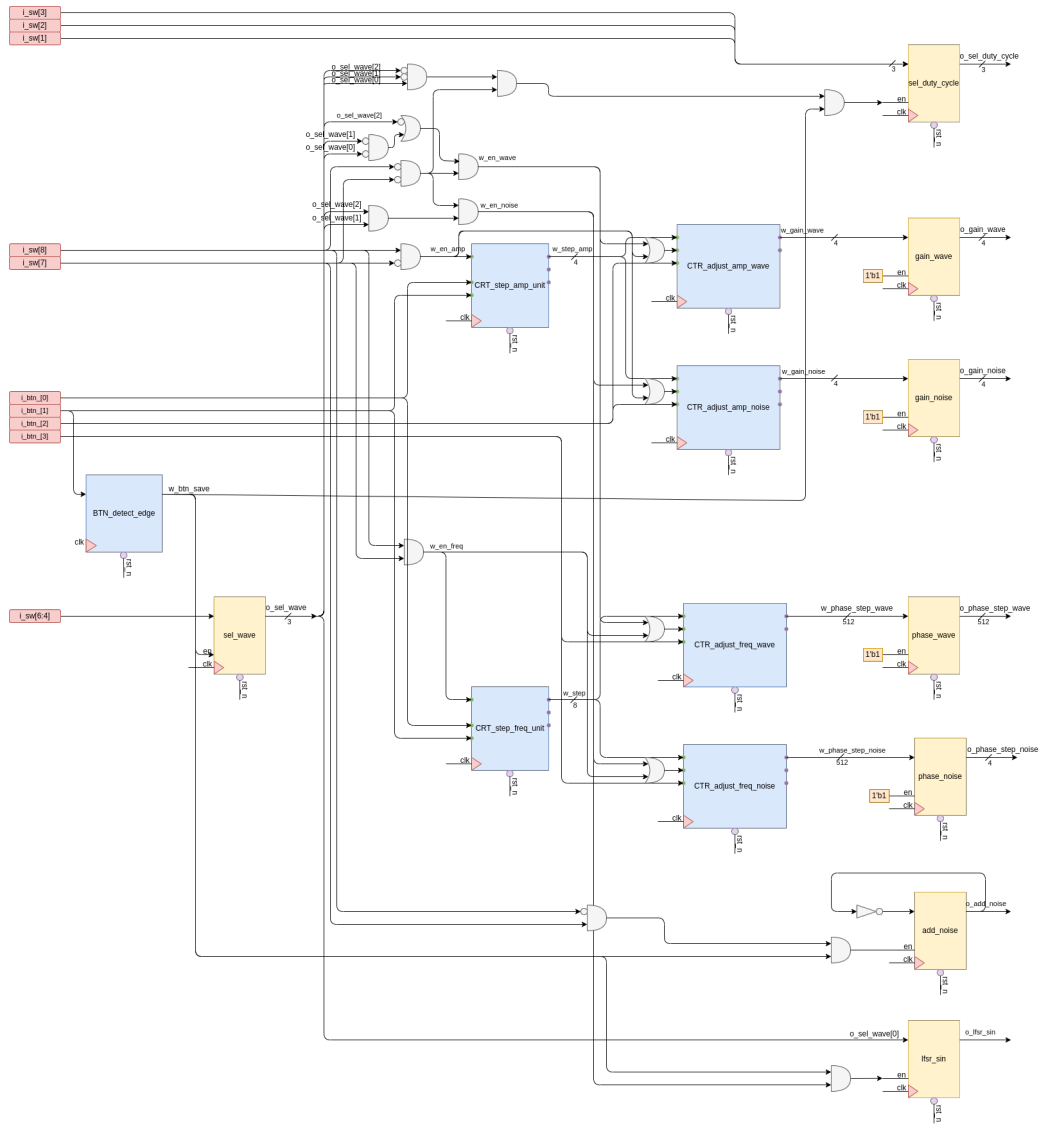 i_sw[3]
i_sw[2]
i_sw[1]
o_sel_duty_cycle
3
3
sel_duty_cycle
en
clk
rst_n
o_sel_wave[2]
o_sel_wave[1]
o_sel_wave[0]
o_sel_wave[2]
o_sel_wave[1]
o_sel_wave[0]
w_en_wave
o_sel_wave[2]
o_sel_wave[1]
w_en_noise
i_sw[8]
i_sw[7]
w_en_amp
CRT_step_amp_unit
clk
rst_n
w_step_amp
4
CTR_adjust_amp_wave
clk
rst_n
w_gain_wave
4
gain_wave
1'b1
en
clk
rst_n
o_gain_wave
4
CTR_adjust_amp_noise
clk
rst_n
w_gain_noise
4
gain_noise
1'b1
en
clk
rst_n
o_gain_noise
4
i_btn_[0]
i_btn_[1]
i_btn_[2]
i_btn_[3]
BTN_detect_edge
clk
rst_n
w_btn_save
w_en_freq
i_sw[6:4]
sel_wave
en
clk
rst_n
o_sel_wave
3
CRT_step_freq_unit
clk
rst_n
w_step
8
CTR_adjust_freq_wave
clk
rst_n
w_phase_step_wave
512
phase_wave
1'b1
en
clk
rst_n
o_phase_step_wave
512
CTR_adjust_freq_noise
clk
rst_n
w_phase_step_noise
512
phase_noise
1'b1
en
clk
rst_n
o_phase_step_noise
4
add_noise
en
clk
rst_n
o_add_noise
o_sel_wave[0]
lfsr_sin
en
clk
rst_n
o_lfsr_sin